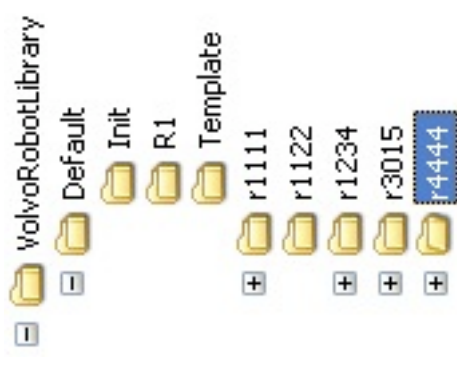 VolvoRobotLibrary
Default
Init
R1
Template
r1111
r1122
r1234
r3015
r4444